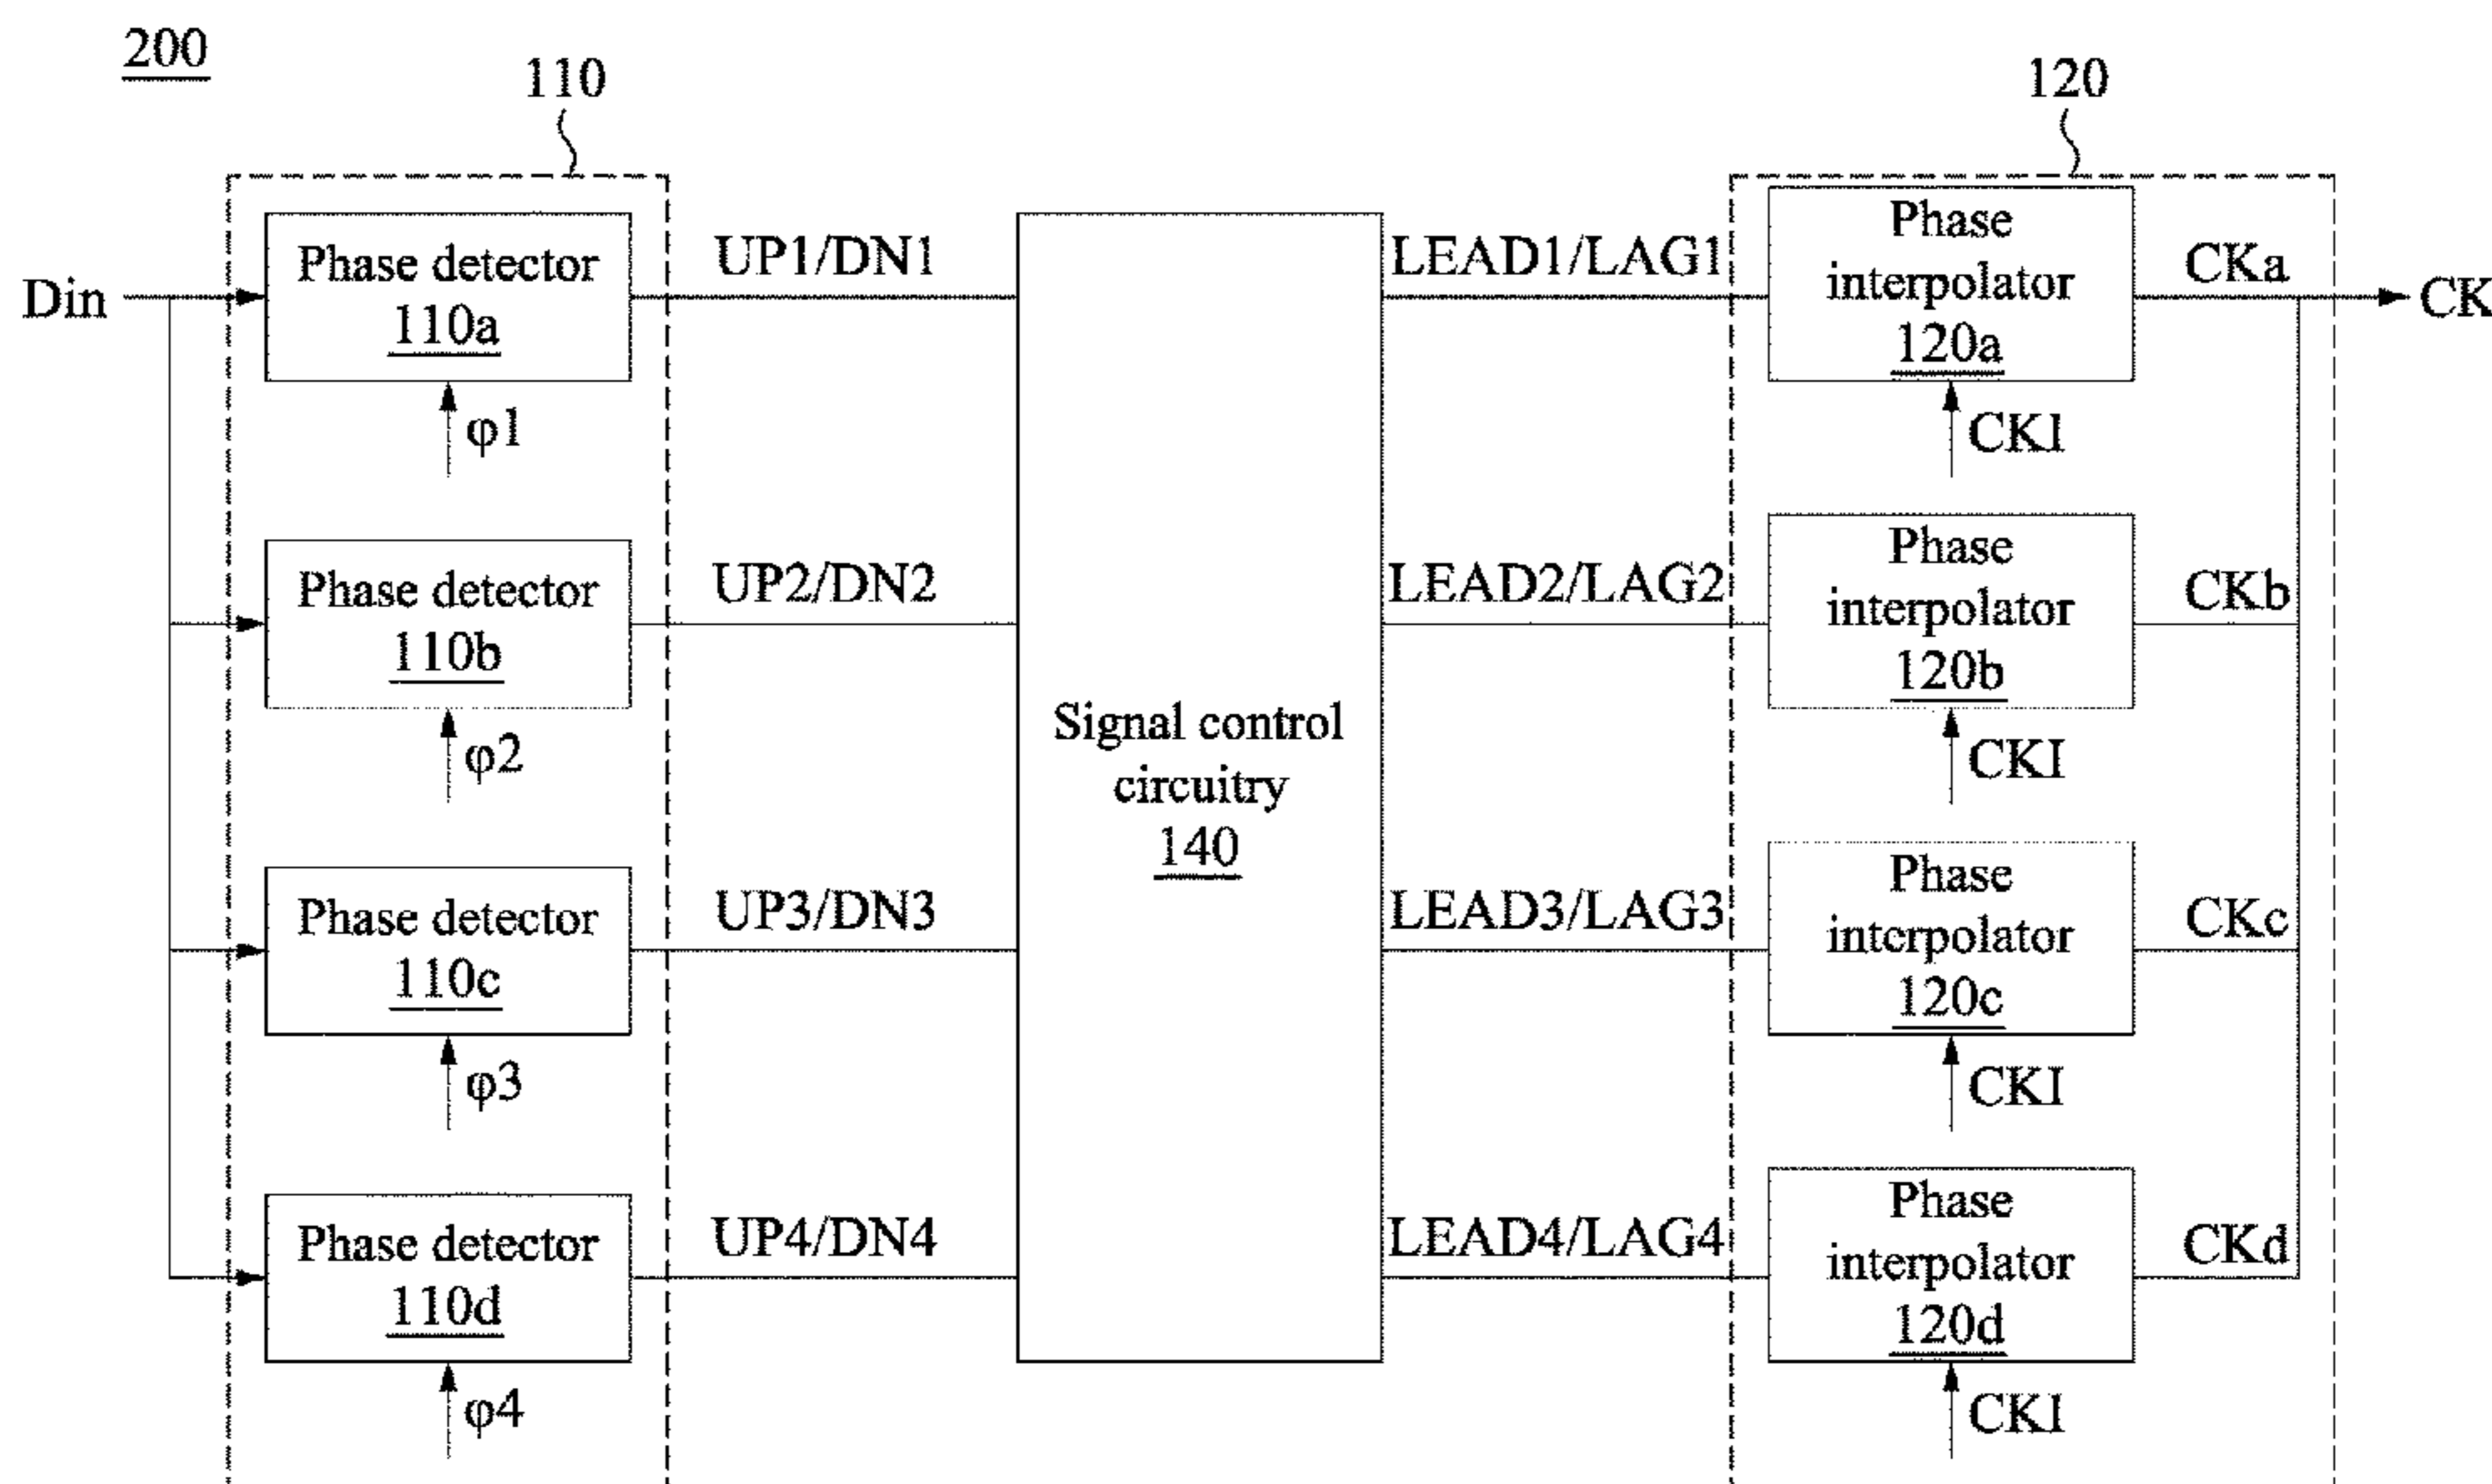 200
110
120
Din
Phase detector
110a
φ1
UP1/DN1
LEAD1/LAG1
Phase
interpolator
120a
CKI
CKa
CK
Phase detector
110b
φ2
UP2/DN2
LEAD2/LAG2
Phase
interpolator
120b
CKI
CKb
Signal control
circuitry
140
Phase detector
110c
φ3
UP3/DN3
LEAD3/LAG3
Phase
interpolator
120c
CKI
CKc
Phase detector
110d
φ4
UP4/DN4
LEAD4/LAG4
Phase
interpolator
120d
CKI
CKd